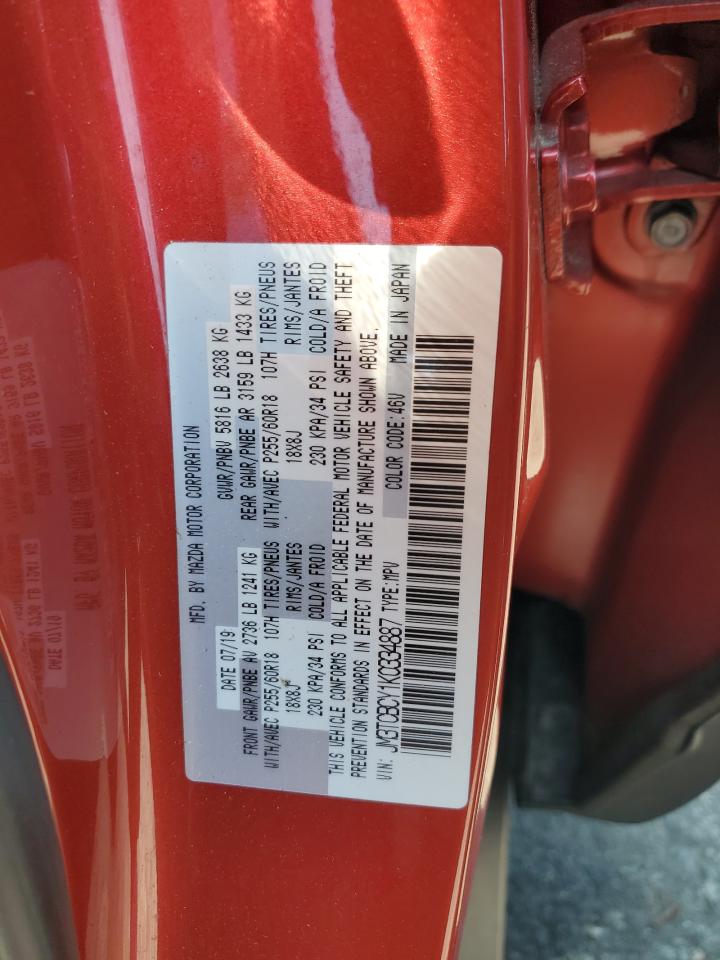 MFD. BY MAZDA MOTOR CORPORATION
DATE 07/19 GVWR/PNBV 5816 LB 2638 KG
FRONT GAWR/PNBE AV 2736 LB 1241 KG REAR GAWR/PNBE AR 3159 LB 1433 KG
WITH/AVEC P255/60R18 107H TIRES/PNEUS WITH/AVEC P255/60R18 107H TIRES/PNEUS
18X8J RIMS/JANTES 18X8J RIMS/JANTES
230 KPA/34 PSI COLD/A FROID 230 KPA/34 PSI COLD/A FROID
THIS VEHICLE CONFORMS TO ALL APPLICABLE FEDERAL MOTOR VEHICLE SAFETY AND THEFT
PREVENTION STANDARDS IN EFFECT ON THE DATE OF MANUFACTURE SHOWN ABOVE.
VIN: JM3TCBCY1K0334887 TYPE:MPV COLOR CODE:46V MADE IN JAPAN